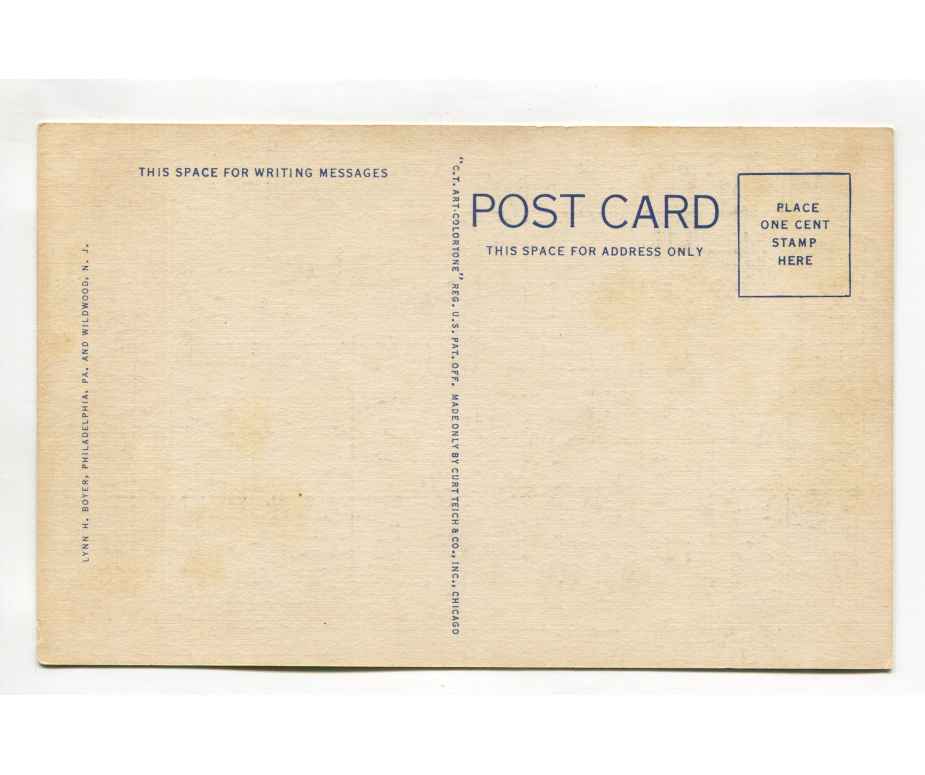 THIS SPACE FOR WRITING MESSAGES
LYNN H. BOYER, PHILADELPHIA, PA. AND WILDWOOD, N. J.
"C.T. ART-COLORTONE" REG. U.S. PAT. OFF. MADE ONLY BY CURT TEICH & CO., INC., CHICAGO
POST CARD
THIS SPACE FOR ADDRESS ONLY
PLACE
ONE CENT
STAMP
HERE